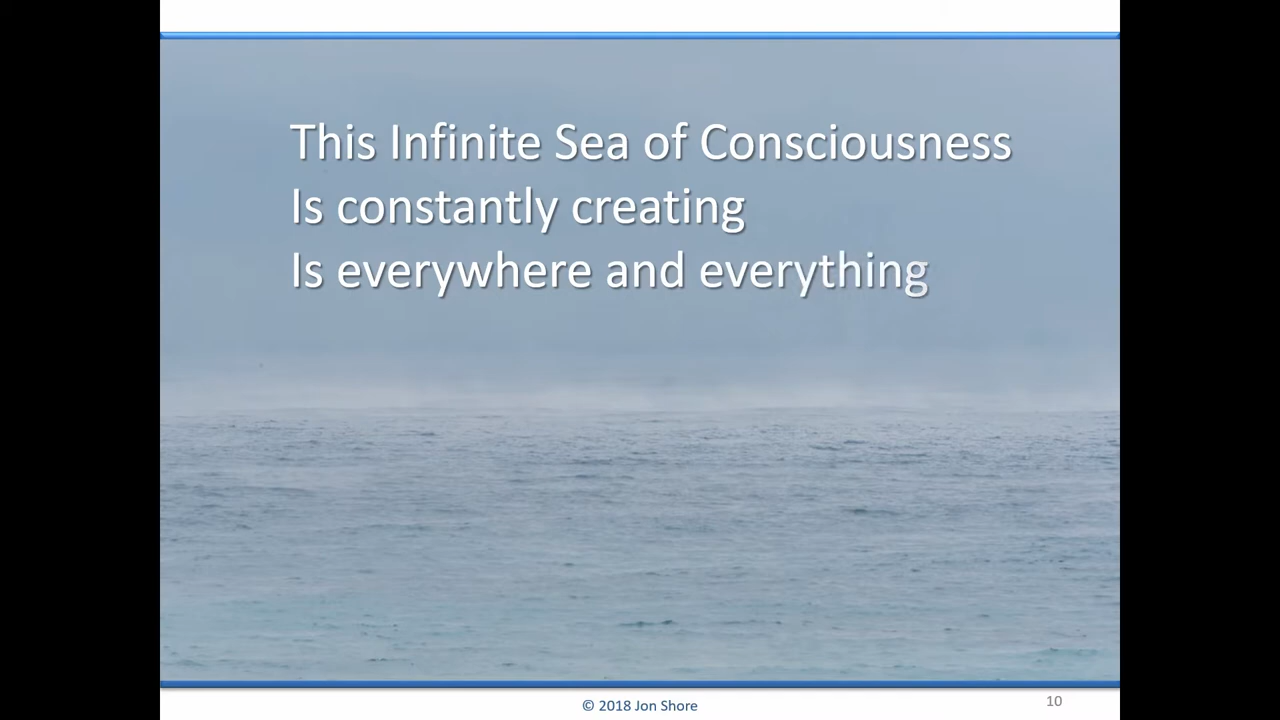 This Infinite Sea of Consciousness
Is constantly creating
Is everywhere and everything
© 2018 Jon Shore
10